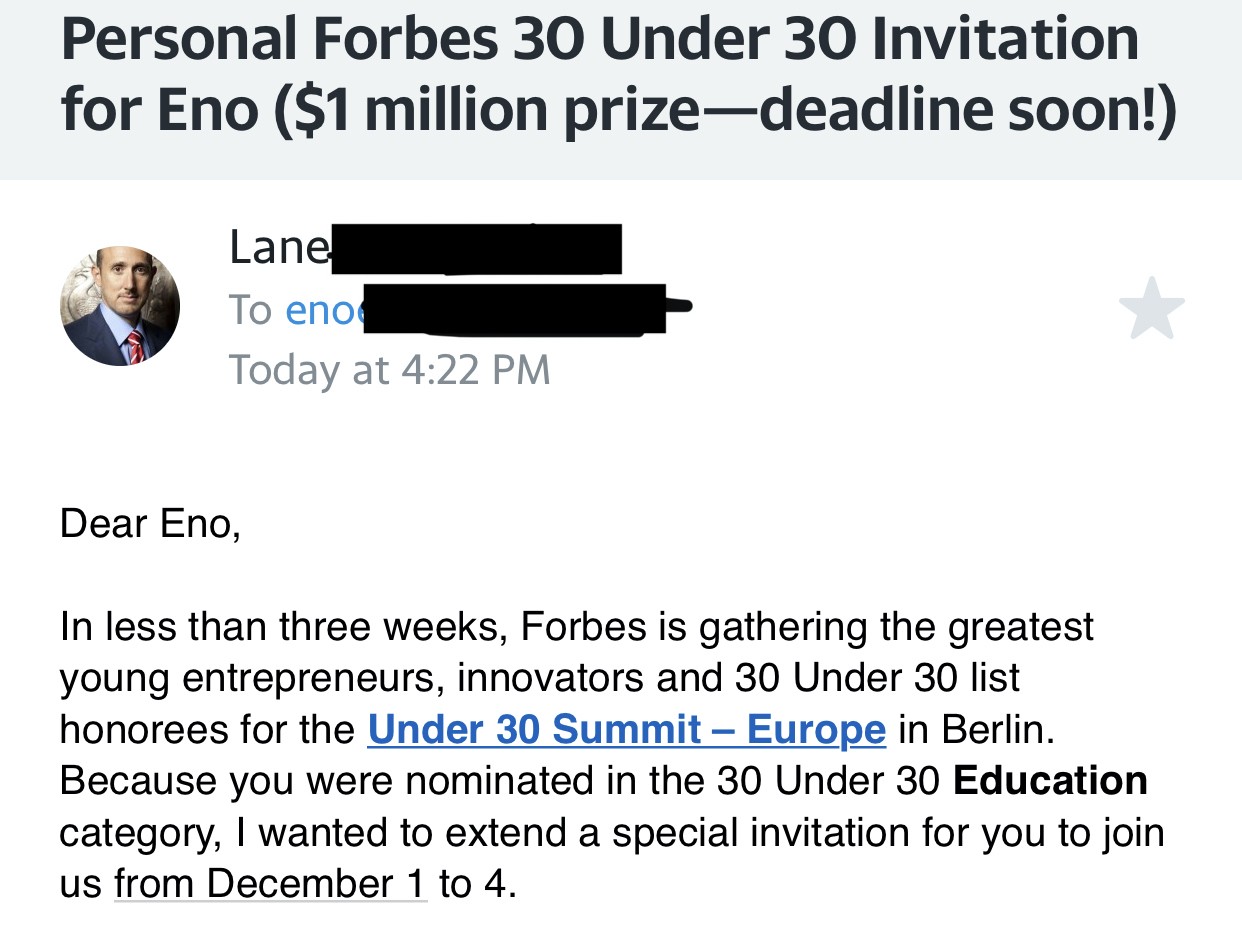 Personal Forbes 30 Under 30 Invitation
for Eno ($1 million prize—deadline soon!)
Lane
To eno
Today at 4:22 PM
Dear Eno,
In less than three weeks, Forbes is gathering the greatest
young entrepreneurs, innovators and 30 Under 30 list
honorees for the Under 30 Summit – Europe in Berlin.
Because you were nominated in the 30 Under 30 Education
category, I wanted to extend a special invitation for you to join
us from December 1 to 4.